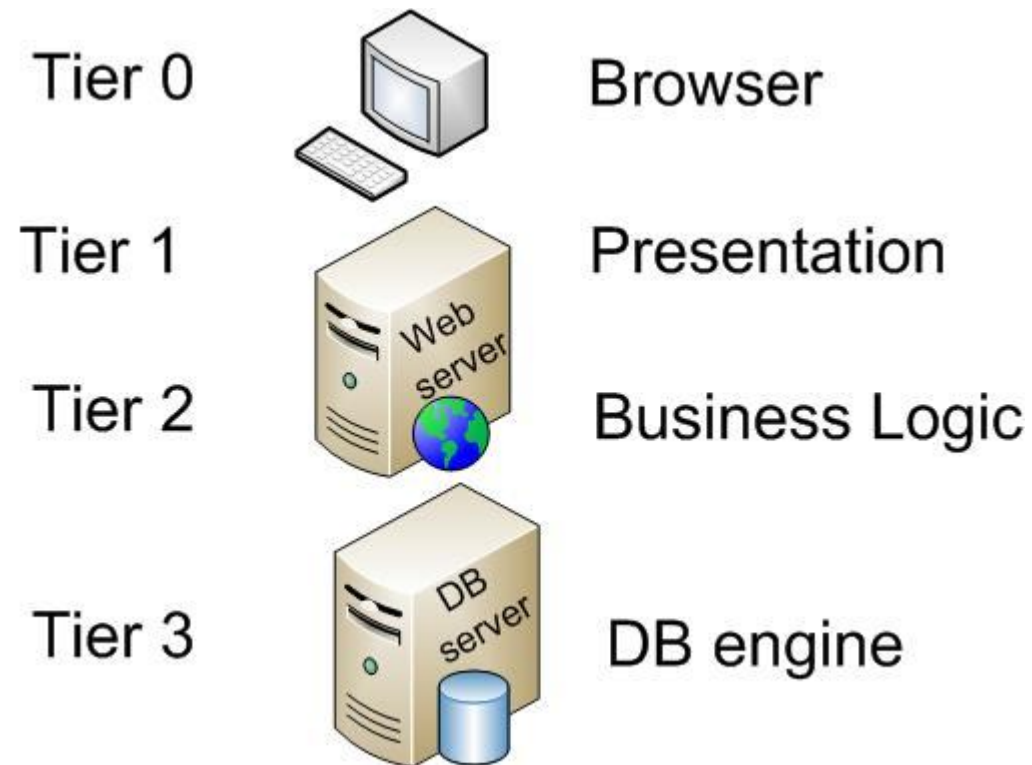 Tier 0
Browser
Tier 1
Presentation
Web
server
Tier 2
Business Logic
DB
server
Tier 3
DB engine